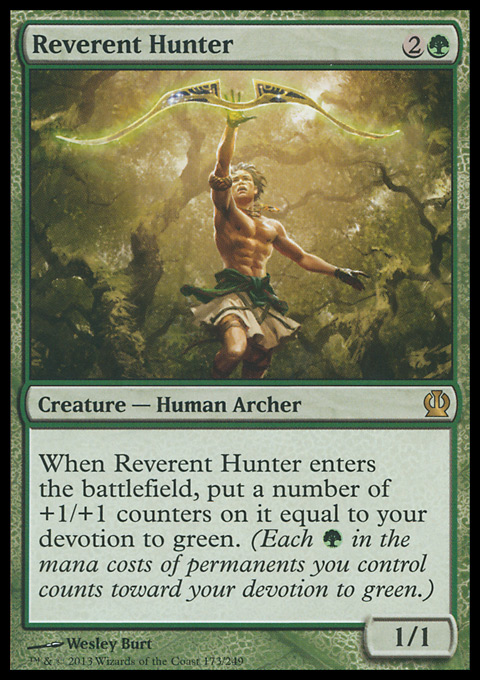 Reverent Hunter 2
Creature — Human Archer
When Reverent Hunter enters
the battlefield, put a number of
+1/+1 counters on it equal to your
devotion to green. (Each in the
mana costs of permanents you control
counts toward your devotion to green.)
Wesley Burt
1/1
™ & © 2013 Wizards of the Coast 173/249